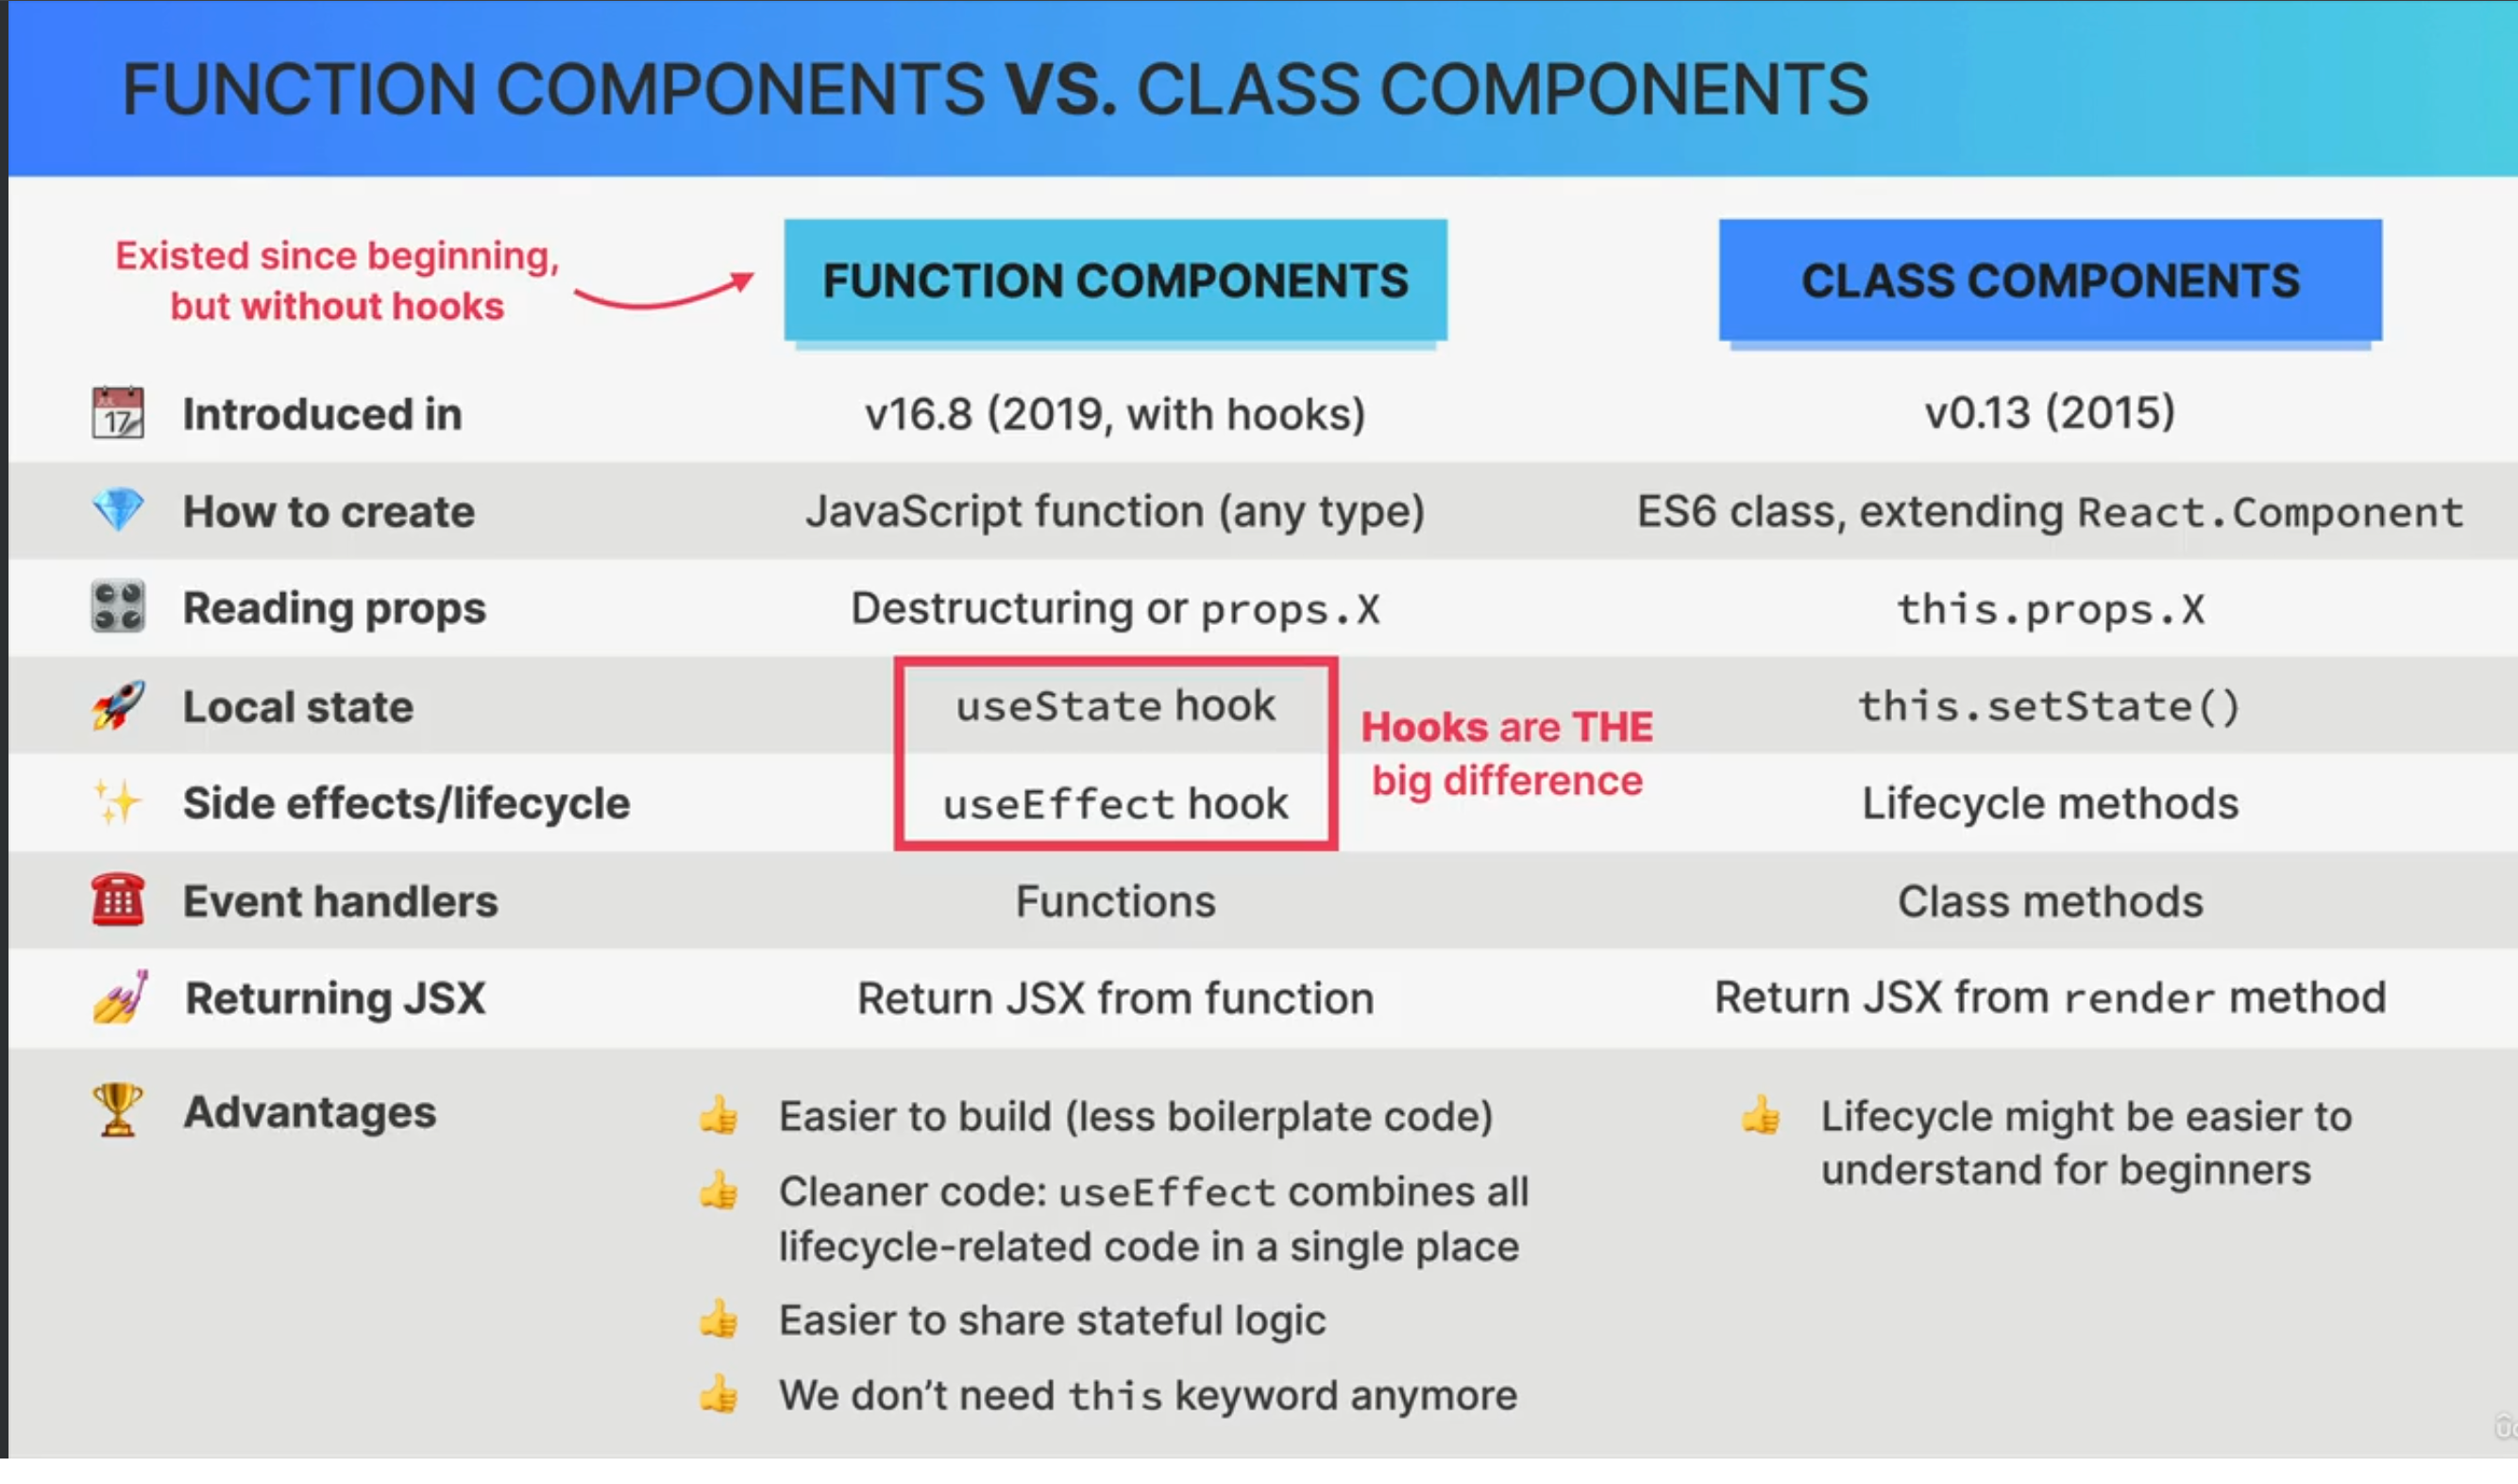 FUNCTION COMPONENTS VS. CLASS COMPONENTS
Existed since beginning,
but without hooks
FUNCTION COMPONENTS
CLASS COMPONENTS
Introduced in
v16.8 (2019, with hooks)
v0.13 (2015)
How to create
JavaScript function (any type)
ES6 class, extending React.Component
Reading props
Destructuring or props.X
this.props.X
Local state
useState hook
this.setState()
Hooks are THE
big difference
Side effects/lifecycle
useEffect hook
Lifecycle methods
Event handlers
Functions
Class methods
Returning JSX
Return JSX from function
Return JSX from render method
Advantages
Easier to build (less boilerplate code)
Cleaner code: useEffect combines all
lifecycle-related code in a single place
Easier to share stateful logic
We don’t need this keyword anymore
Lifecycle might be easier to
understand for beginners